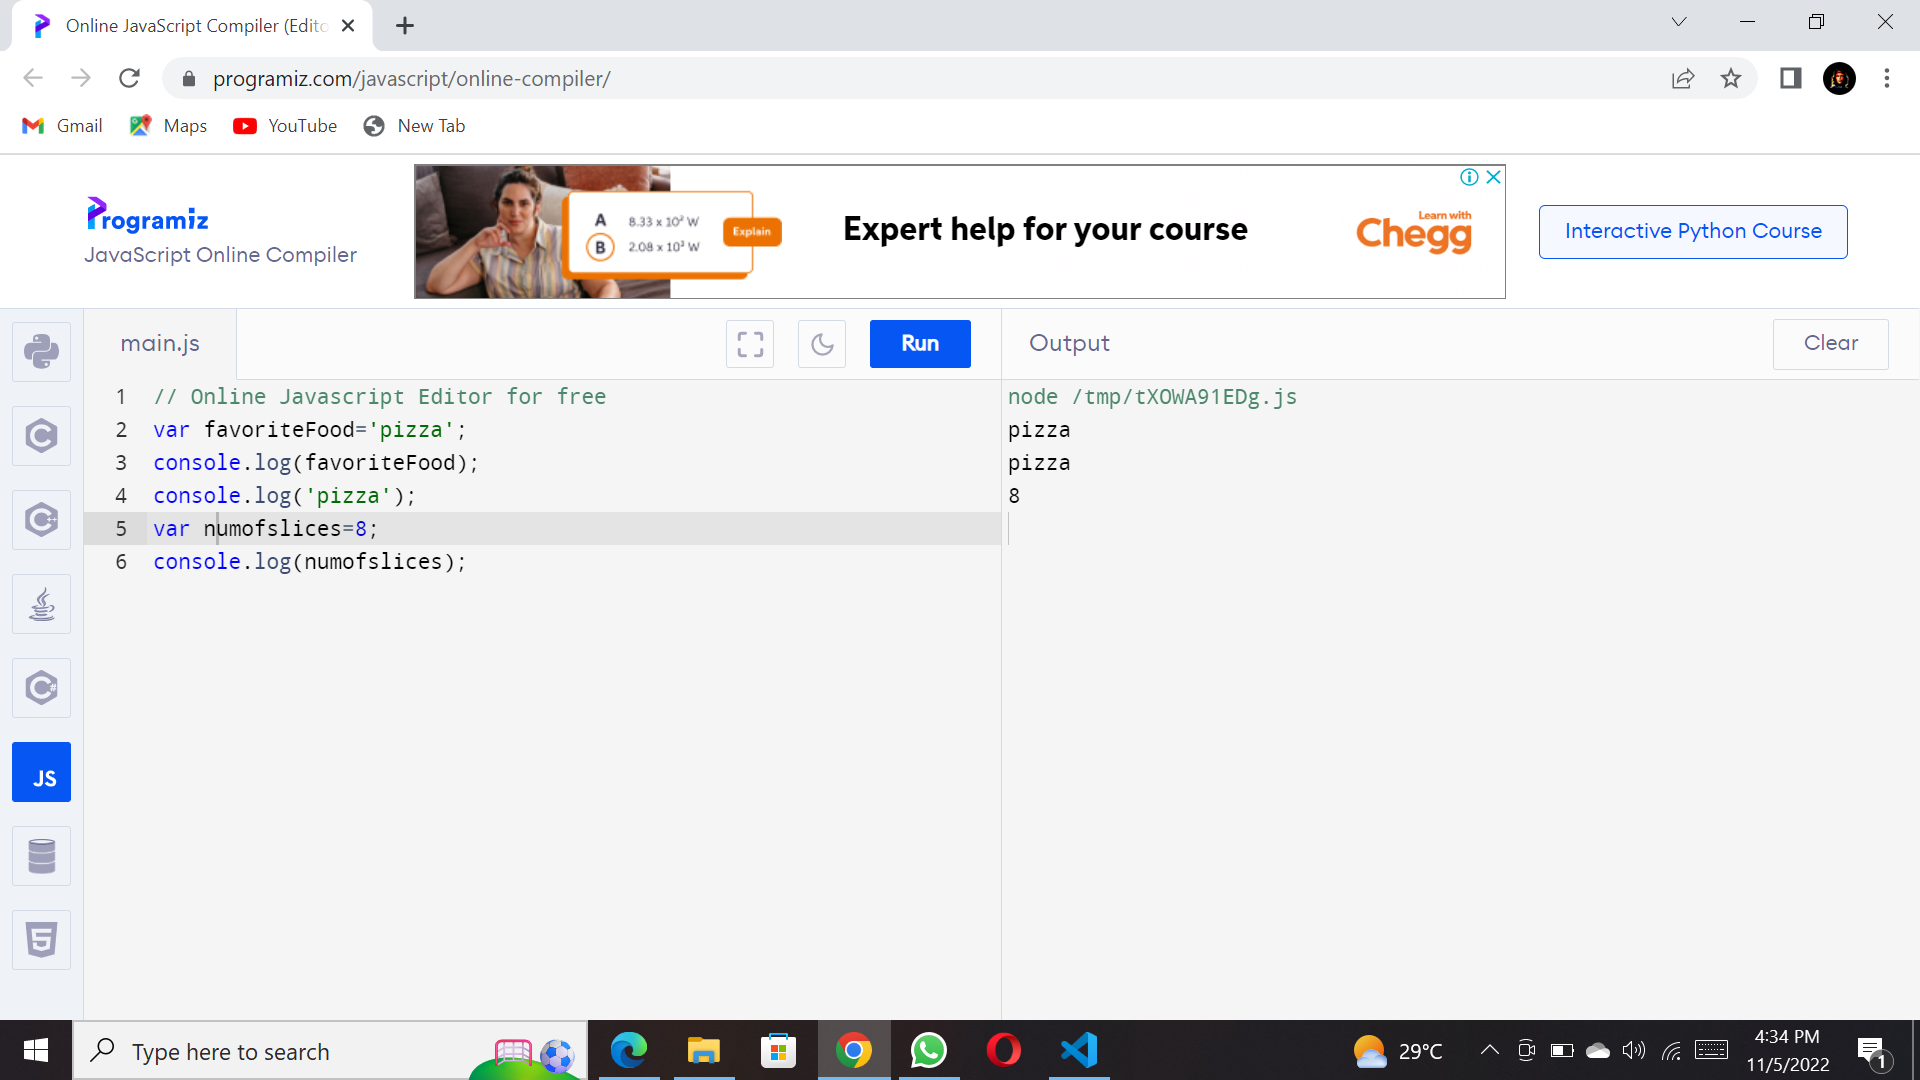 Online JavaScript Compiler (Edito
programiz.com/javascript/online-compiler/
Gmail
Maps
YouTube
New Tab
Programiz
JavaScript Online Compiler
A 8.33 x 10² W
B 2.08 x 10³ W
Explain
Expert help for your course
Learn with
Chegg
Interactive Python Course
main.js
Run
Output
Clear
1 // Online Javascript Editor for free
2 var favoriteFood='pizza';
3 console.log(favoriteFood);
4 console.log('pizza');
5 var numofslices=8;
6 console.log(numofslices);
node /tmp/tXOWA91EDg.js
pizza
pizza
8
C
C++
C#
JS
5
Type here to search
29°C
4:34 PM
11/5/2022
1